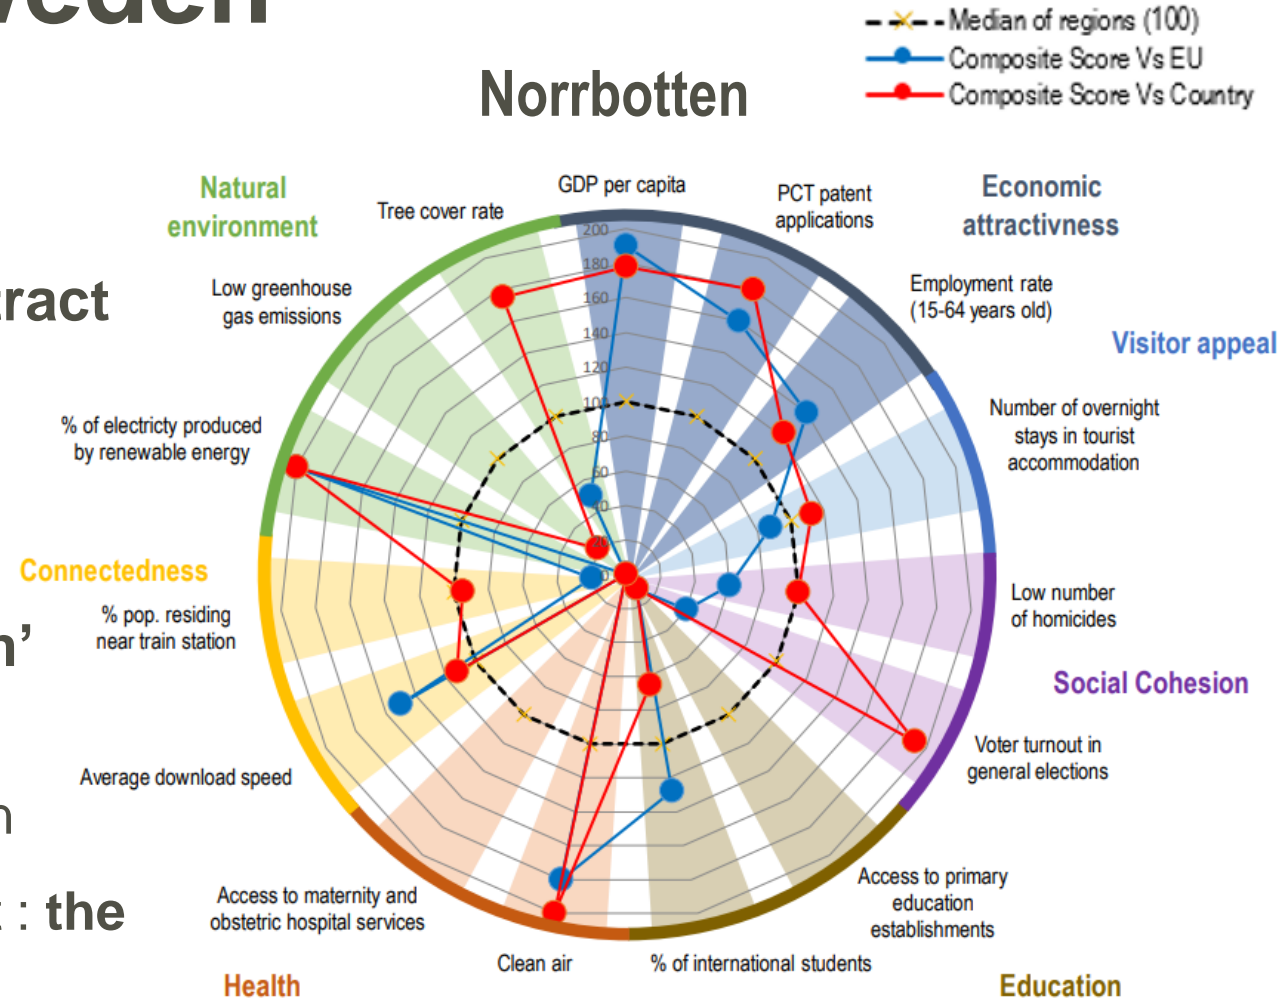 Norrbotten
Median of regions (100)
Composite Score Vs EU
Composite Score Vs Country
Natural
environment
Tree cover rate
GDP per capita
PCT patent
applications
Economic
attractivness
Low greenhouse
gas emissions
Employment rate
(15-64 years old)
Visitor appeal
% of electricty produced
by renewable energy
Number of overnight
stays in tourist
accommodation
Connectedness
% pop. residing
near train station
Low number
of homicides
Social Cohesion
Average download speed
Voter turnout in
general elections
Access to maternity and
obstetric hospital services
Access to primary
education
establishments
Clean air
% of international students
Health
Education
200
180
160
140
120
100
80
60
40
20
0
n’
n
: the